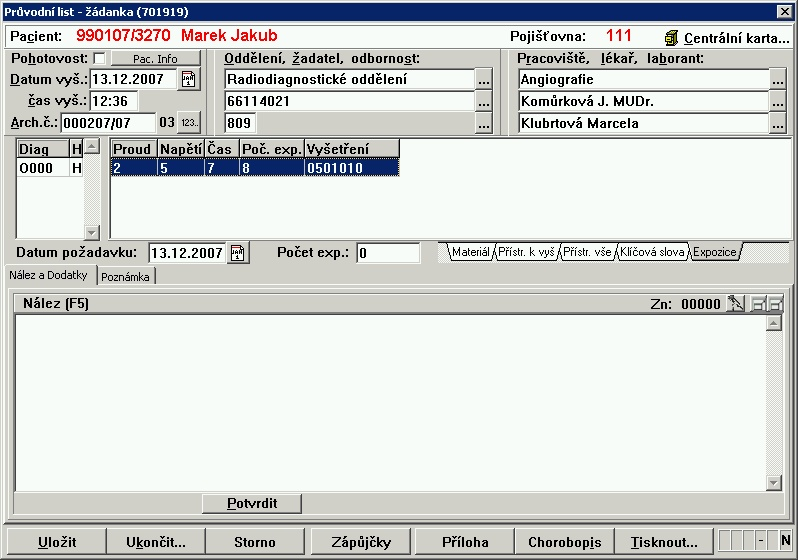 Průvodní list - žádanka (701919)
Pacient: 990107/3270 Marek Jakub Pojišťovna: 111 Centrální karta...
Pohotovost: Pac. Info Oddělení, žadatel, odbornost: Pracoviště, lékař, laborant:
Datum vyš.: 13.12.2007 Radiodiagnostické oddělení ... Angiografie ...
čas vyš.: 12:36 66114021 ... Komůrková J. MUDr. ...
Arch.č.: 000207/07 03 123.. 809 ... Klubrtová Marcela ...
Diag H Proud Napětí Čas Poč. exp. Vyšetření
O000 H 2 5 7 8 0501010
Datum požadavku: 13.12.2007 Počet exp.: 0 Materiál Přístr. k vyš Přístr. vše Klíčová slova Expozice
Nález a Dodatky Poznámka
Nález (F5) Zn: 00000
Potvrdit
Uložit Ukončit... Storno Zápůjčky Příloha Chorobopis Tisknout... - N